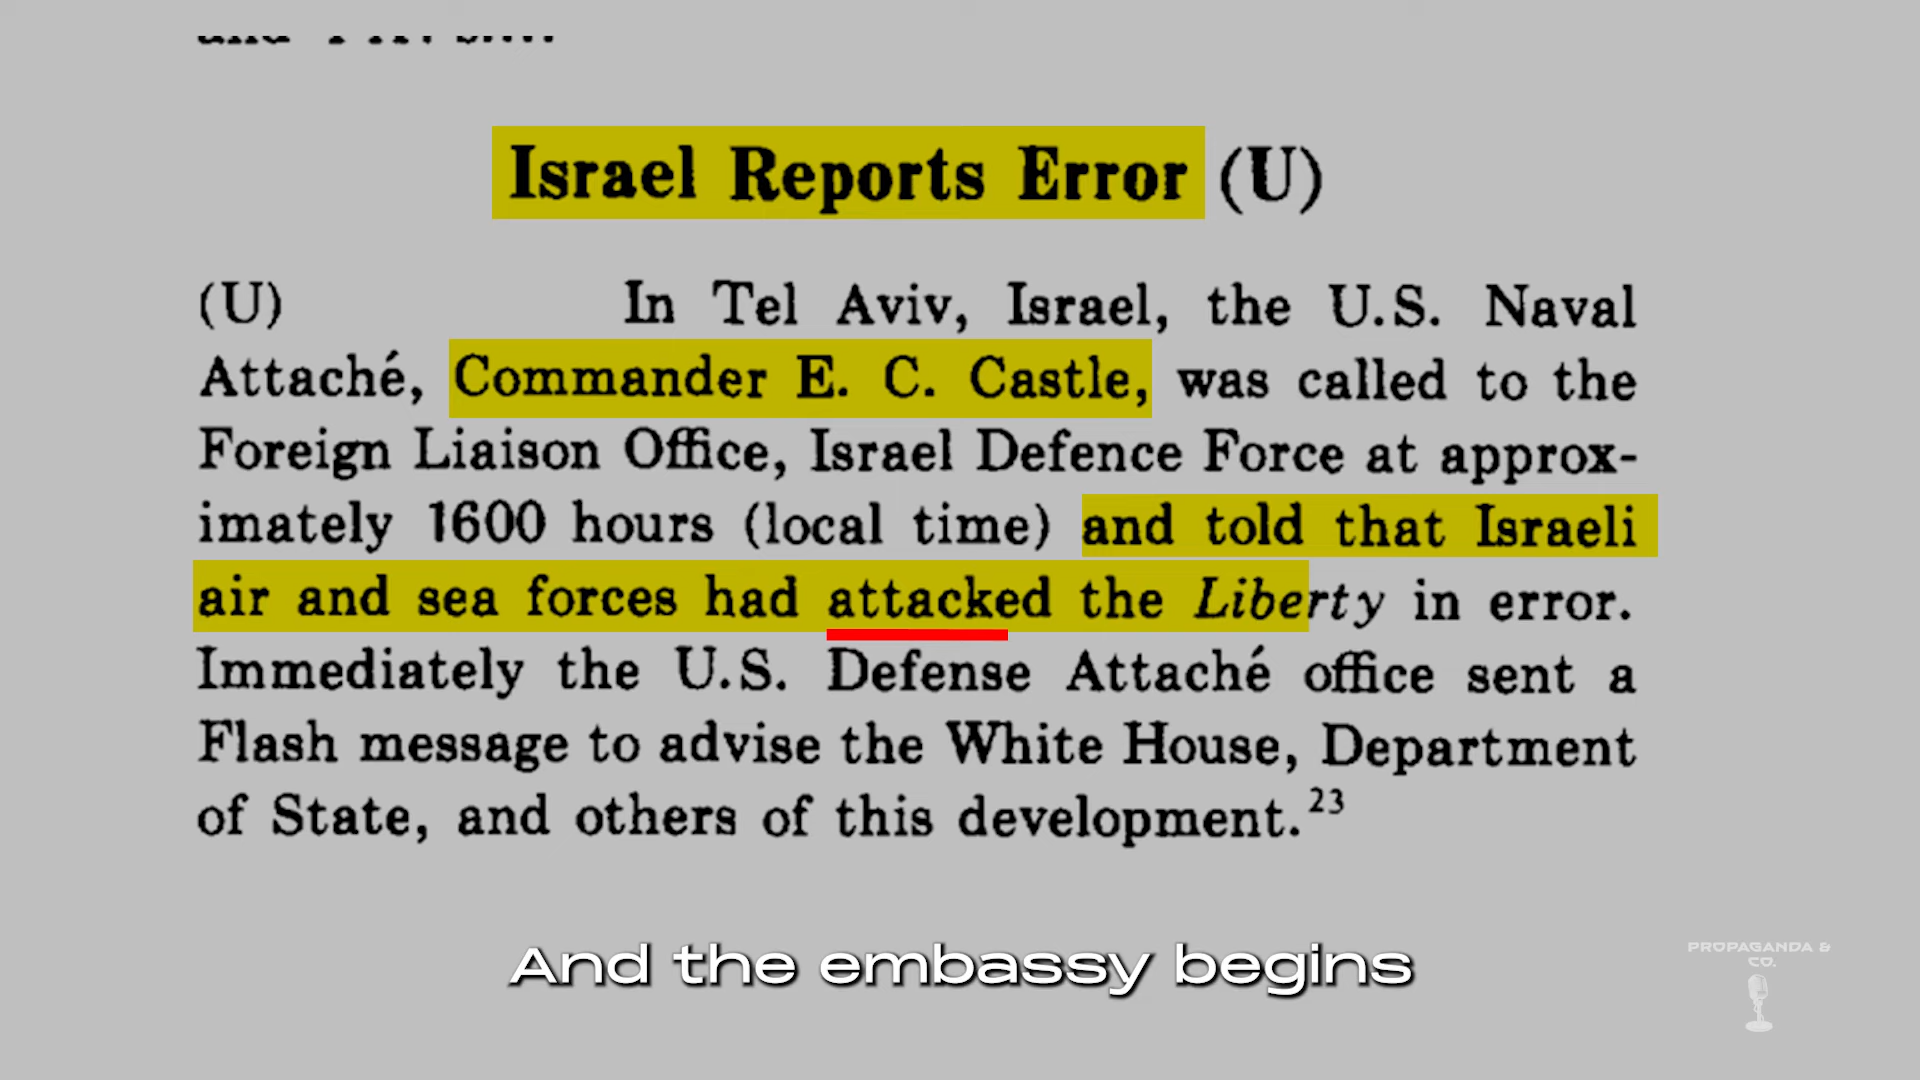 Israel Reports Error (U)
(U) In Tel Aviv, Israel, the U.S. Naval
Attaché, Commander E. C. Castle, was called to the
Foreign Liaison Office, Israel Defence Force at approx-
imately 1600 hours (local time) and told that Israeli
air and sea forces had attacked the Liberty in error.
Immediately the U.S. Defense Attaché office sent a
Flash message to advise the White House, Department
of State, and others of this development.23
And the embassy begins
PROPAGANDA &
CO.